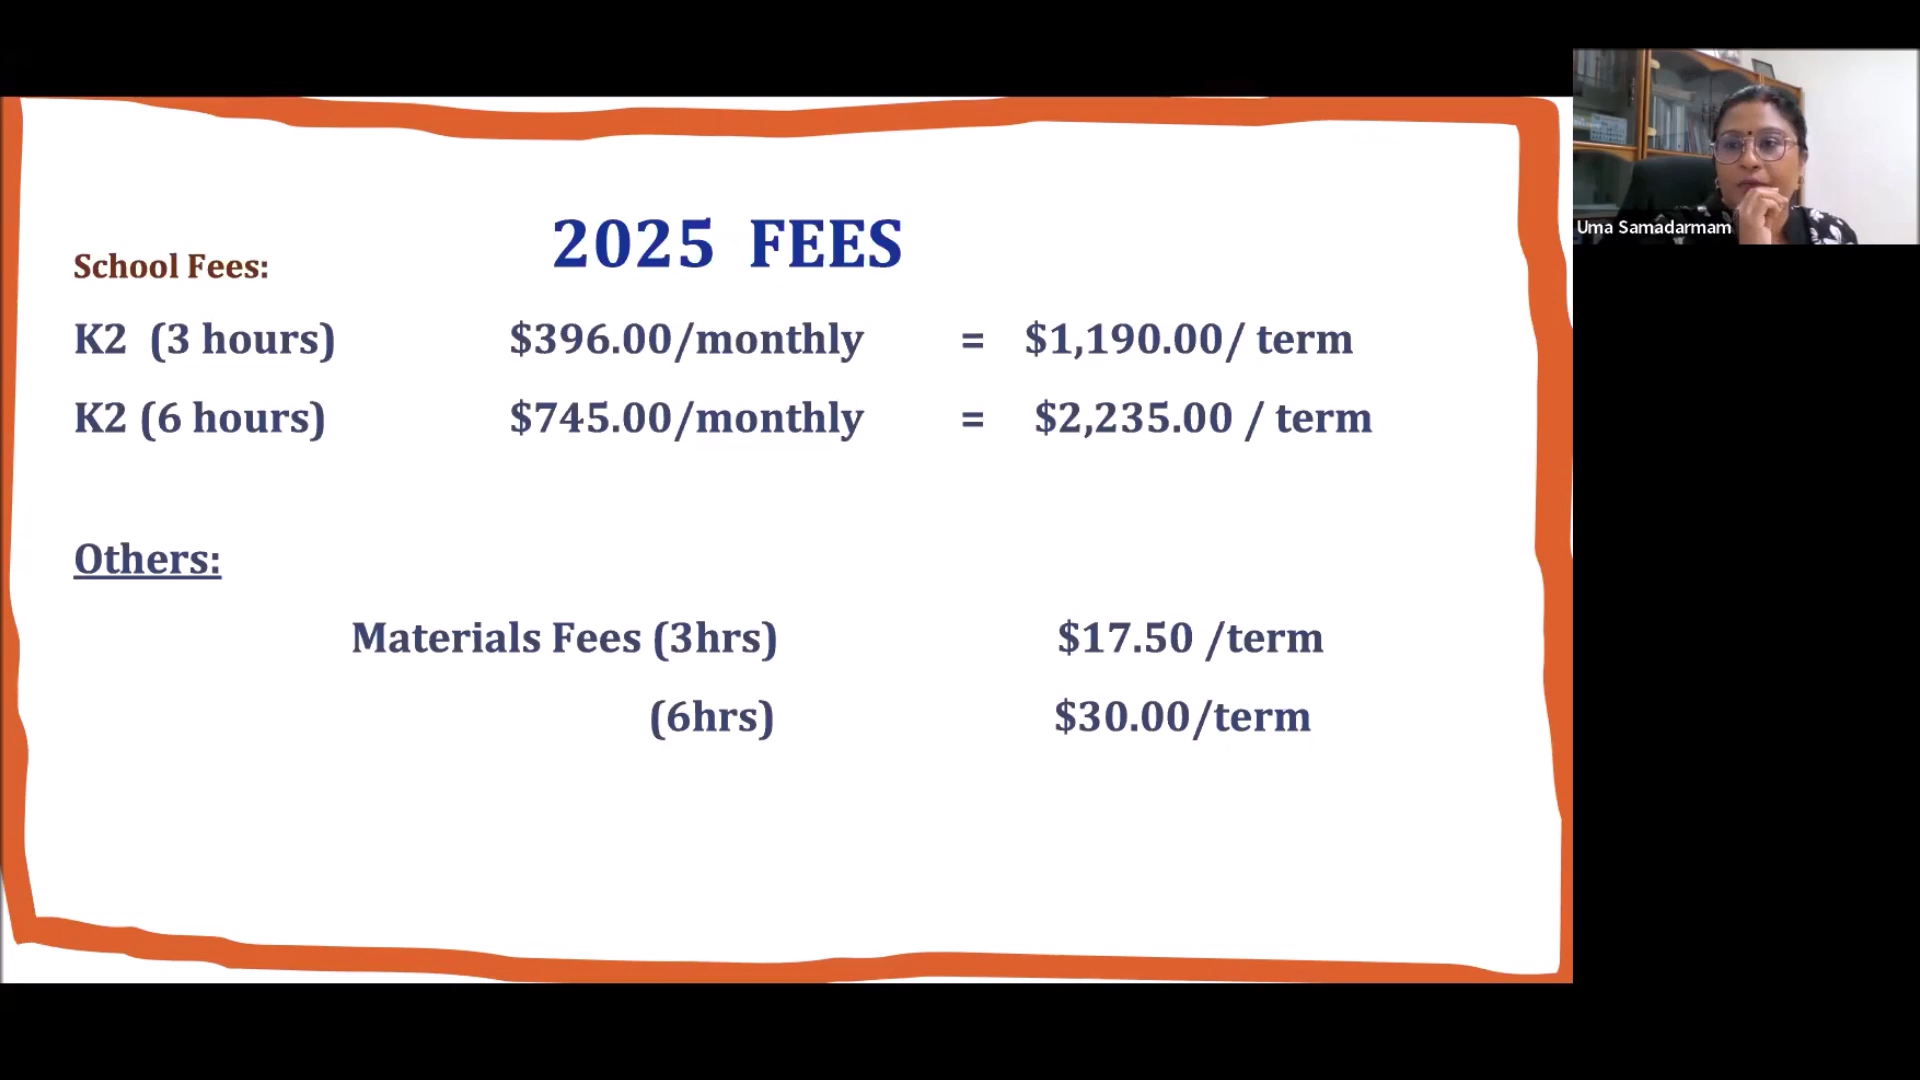 2025 FEES
School Fees:
K2 (3 hours) $396.00/monthly = $1,190.00/ term
K2 (6 hours) $745.00/monthly = $2,235.00 / term
Others:
Materials Fees (3hrs) $17.50 /term
(6hrs) $30.00/term
Uma Samadarmam